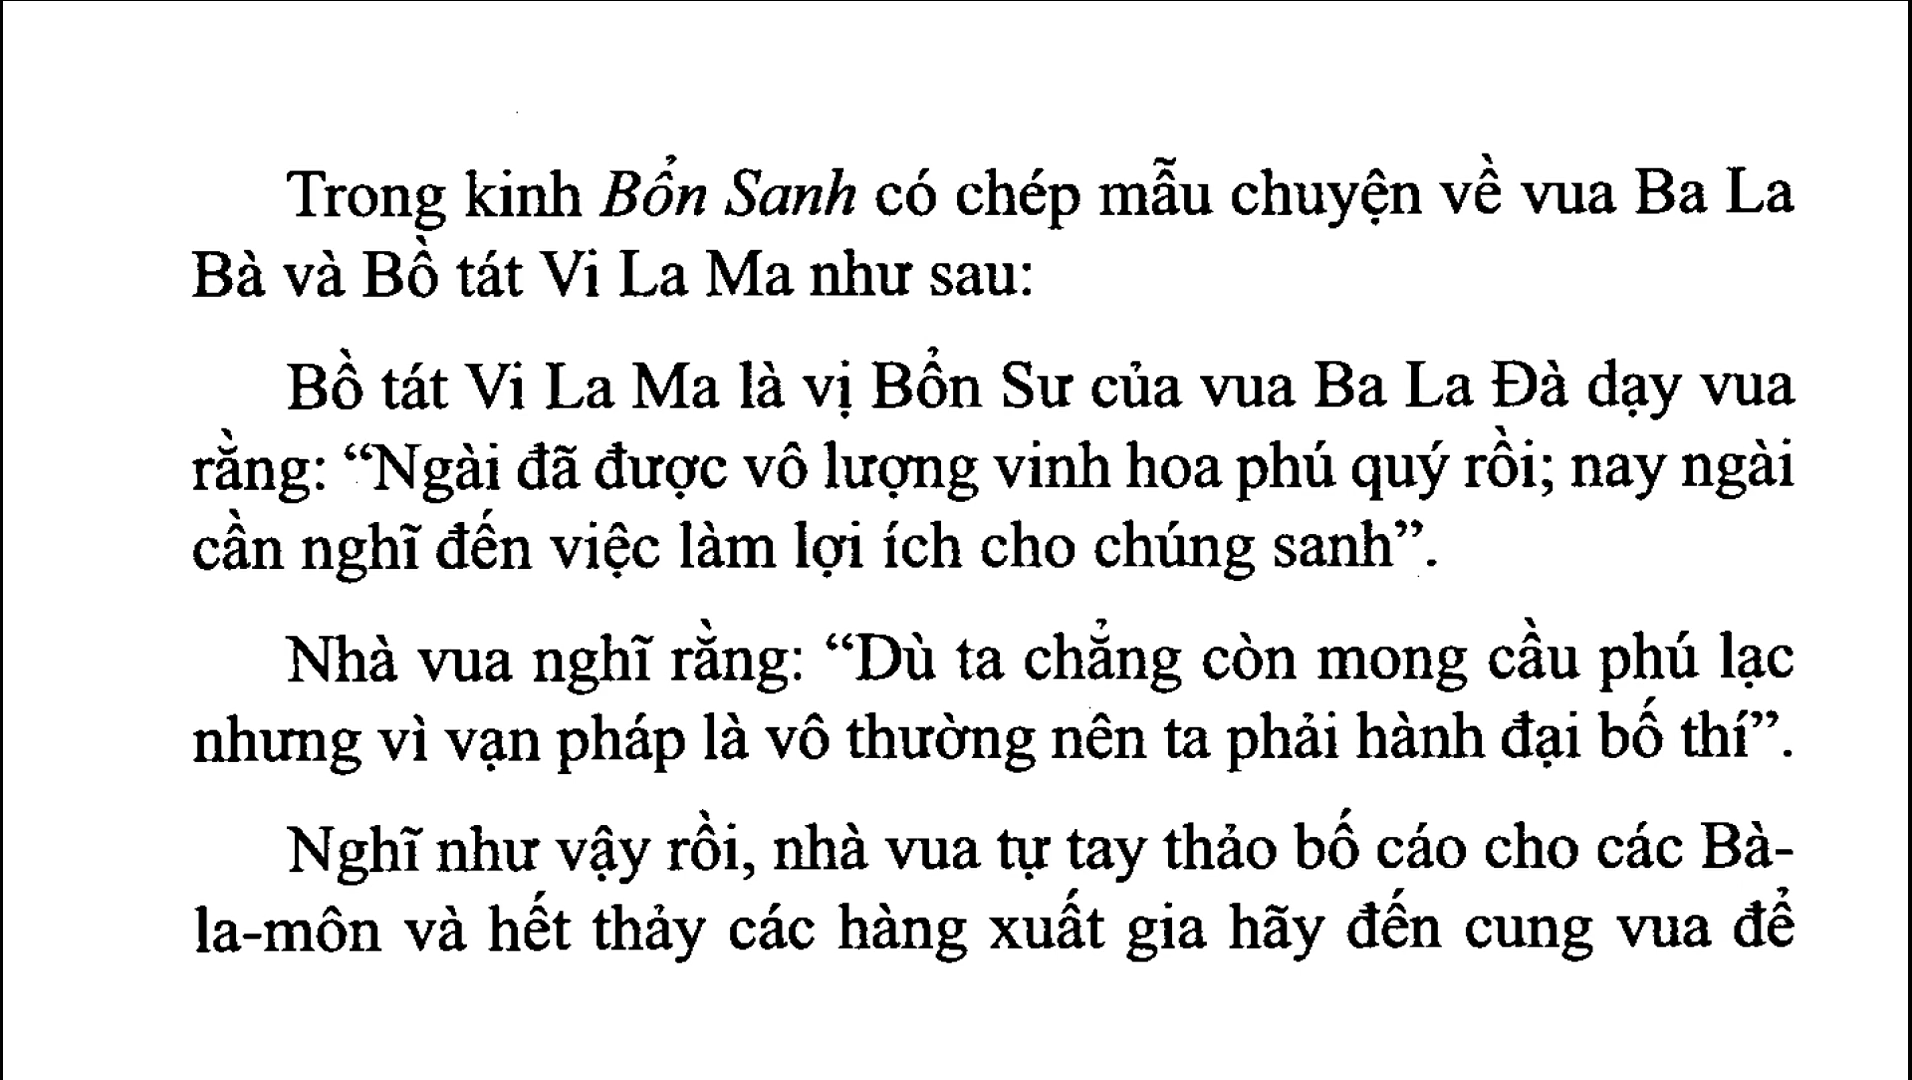 Trong kinh Bổn Sanh có chép mẫu chuyện về vua Ba La
Bà và Bồ tát Vi La Ma như sau:
Bồ tát Vi La Ma là vị Bổn Sư của vua Ba La Đà dạy vua
rằng: “Ngài đã được vô lượng vinh hoa phú quý rồi; nay ngài
cần nghĩ đến việc làm lợi ích cho chúng sanh”.
Nhà vua nghĩ rằng: “Dù ta chẳng còn mong cầu phú lạc
nhưng vì vạn pháp là vô thường nên ta phải hành đại bố thí”.
Nghĩ như vậy rồi, nhà vua tự tay thảo bố cáo cho các Bà-
la-môn và hết thảy các hàng xuất gia hãy đến cung vua để